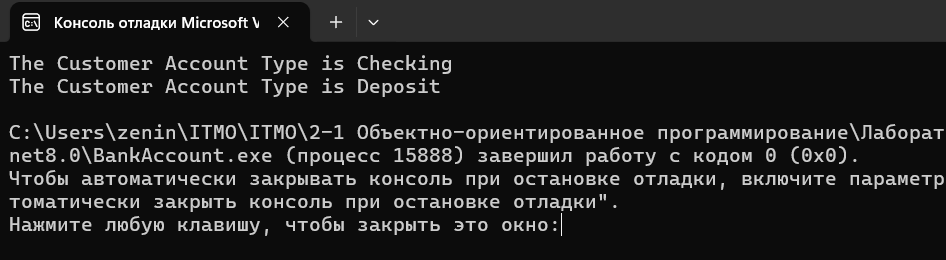 Консоль отладки Microsoft V
The Customer Account Type is Checking
The Customer Account Type is Deposit
C:\Users\zenin\ITMO\ITMO\2-1 Объектно-ориентированное программирование\Лаборат
net8.0\BankAccount.exe (процесс 15888) завершил работу с кодом 0 (0x0).
Чтобы автоматически закрывать консоль при остановке отладки, включите параметр
томатически закрыть консоль при остановке отладки".
Нажмите любую клавишу, чтобы закрыть это окно: